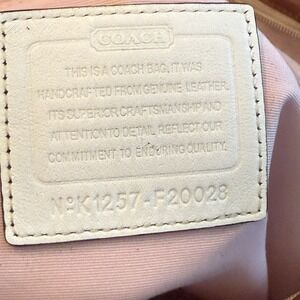 COACH
THIS IS A COACH BAG. IT WAS
HANDCRAFTED FROM GENUINE LEATHER.
ITS SUPERIOR CRAFTSMANSHIP AND
ATTENTION TO DETAIL REFLECT OUR
COMMITMENT TO ENDURING QUALITY.
Nº K1257-F20028